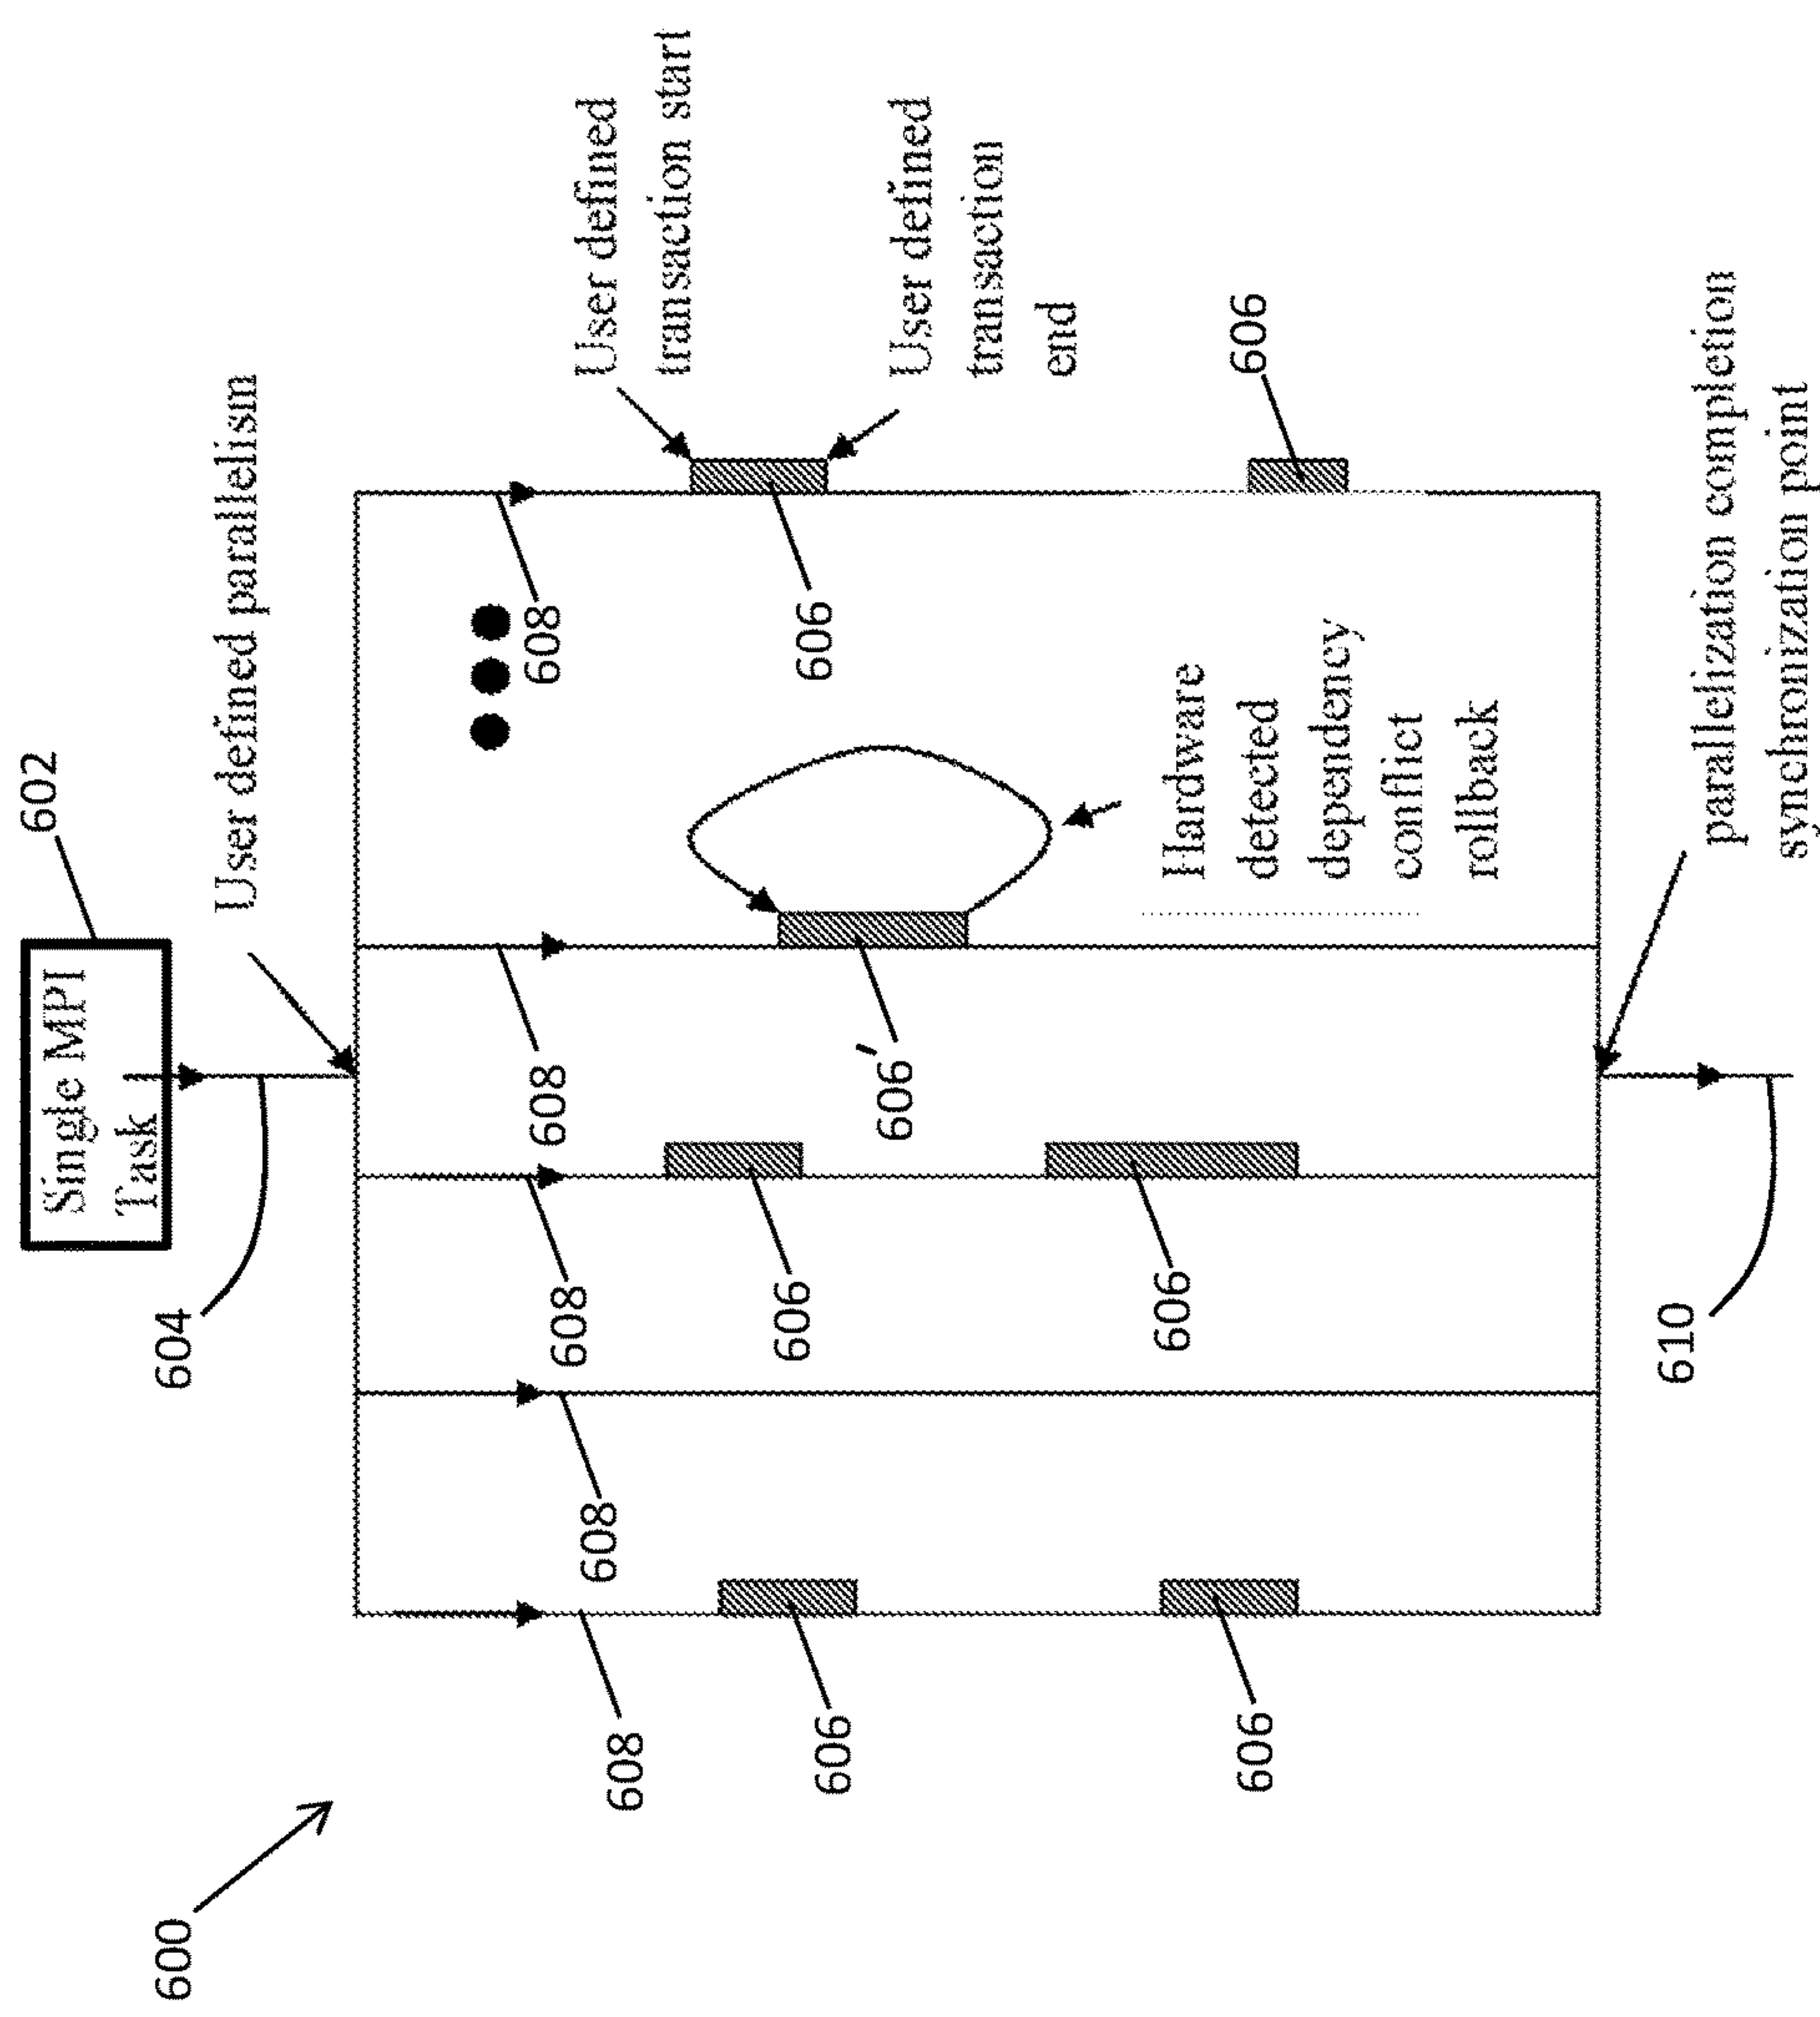 602
Single MPI
Task
600
604
User defined parallelism
608
608
608
608
608
User defined
transaction start
606
606
606
606'
User defined
transaction
end
606
606
606
Hardware
detected
dependency
conflict
rollback
610
parallelization completion
synchronization point